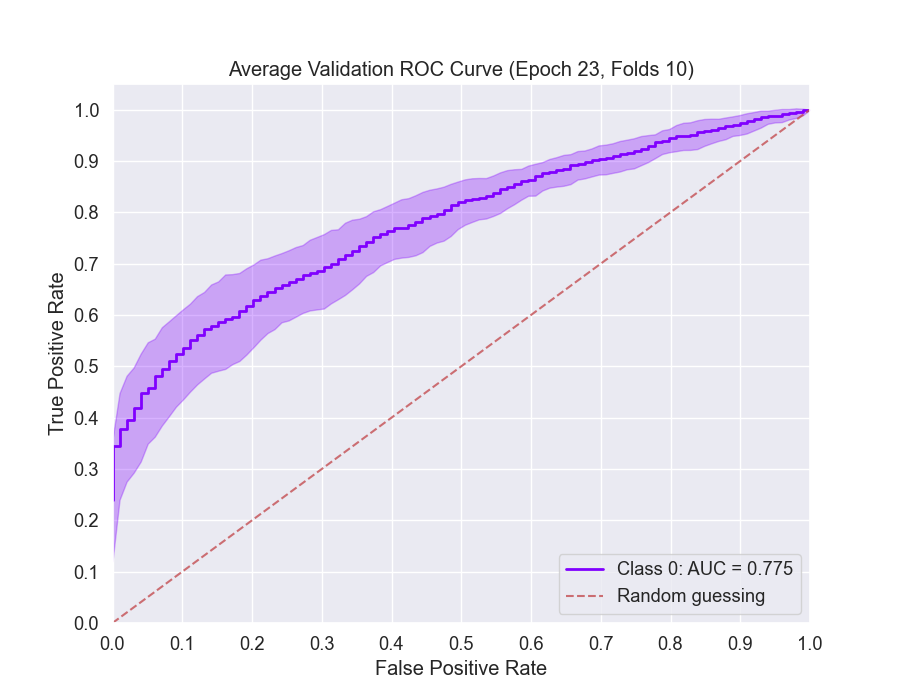 Average Validation ROC Curve (Epoch 23, Folds 10)
True Positive Rate
1.0
0.9
0.8
0.7
0.6
0.5
0.4
0.3
0.2
0.1
0.0
Class 0: AUC = 0.775
Random guessing
0.0 0.1 0.2 0.3 0.4 0.5 0.6 0.7 0.8 0.9 1.0
False Positive Rate